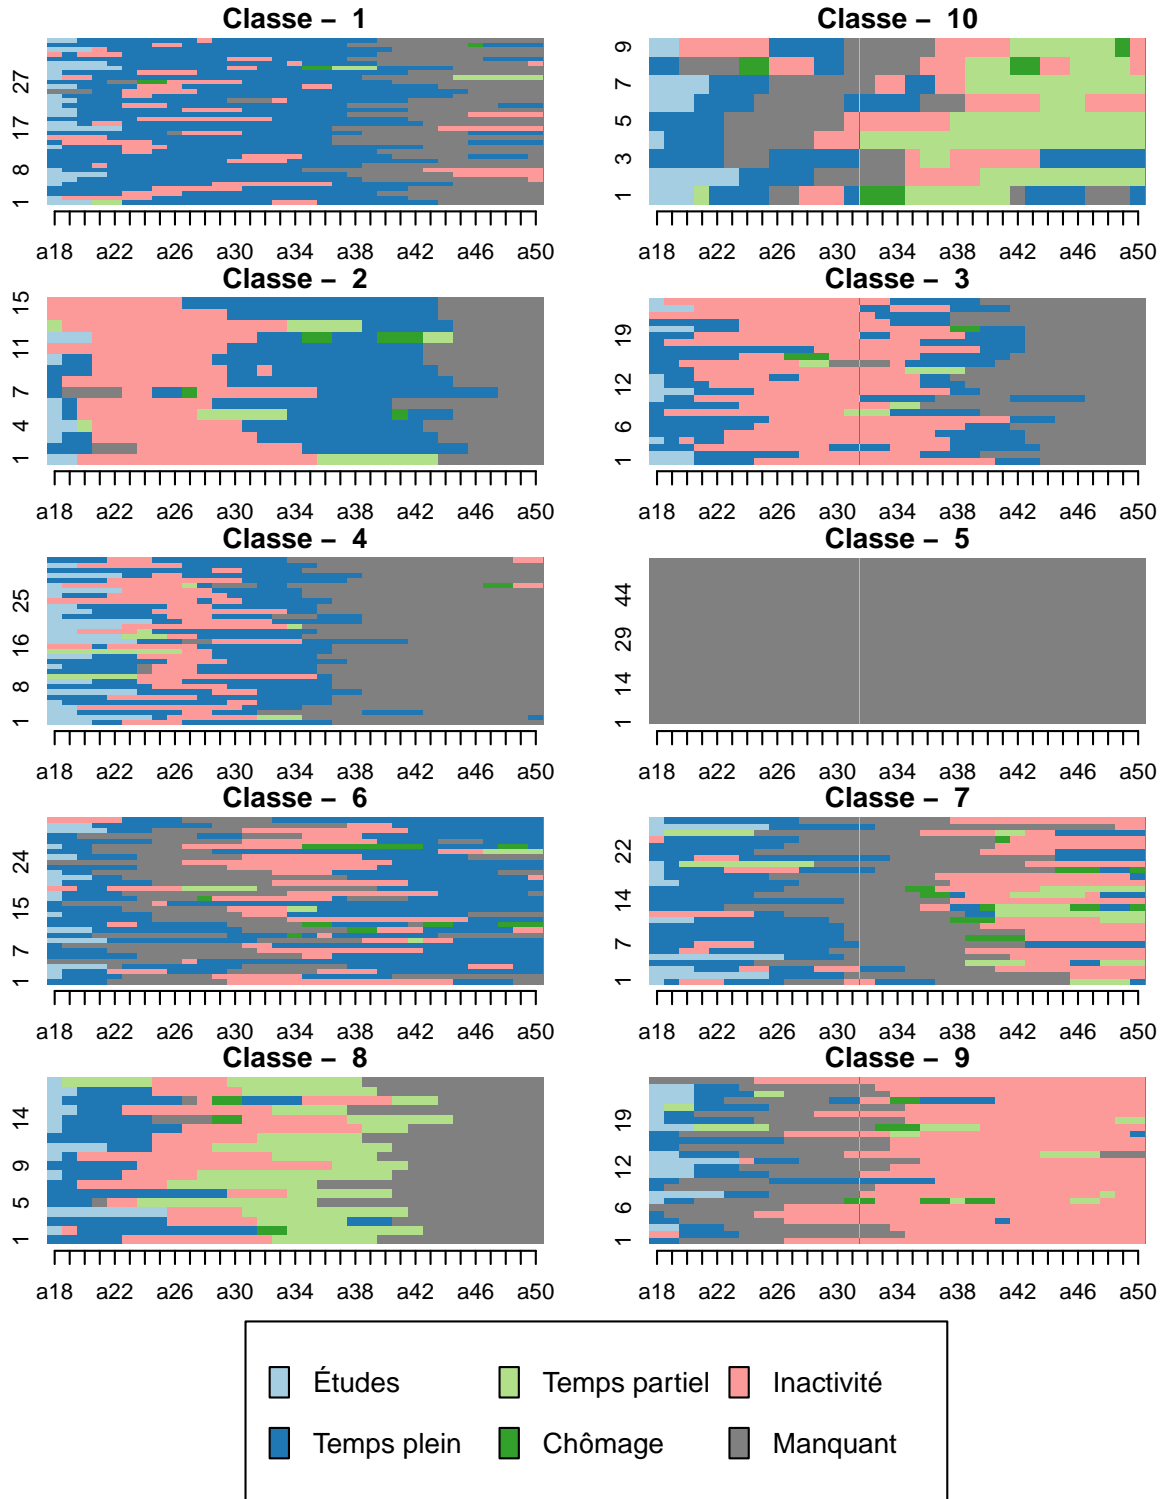 Classe – 1
27
17
8
1
a18 a22 a26 a30 a34 a38 a42 a46 a50
Classe – 10
9
7
5
3
1
a18 a22 a26 a30 a34 a38 a42 a46 a50
Classe – 2
15
11
7
4
1
a18 a22 a26 a30 a34 a38 a42 a46 a50
Classe – 3
19
12
6
1
a18 a22 a26 a30 a34 a38 a42 a46 a50
Classe – 4
25
16
8
1
a18 a22 a26 a30 a34 a38 a42 a46 a50
Classe – 5
44
29
14
1
a18 a22 a26 a30 a34 a38 a42 a46 a50
Classe – 6
24
15
7
1
a18 a22 a26 a30 a34 a38 a42 a46 a50
Classe – 7
22
14
7
1
a18 a22 a26 a30 a34 a38 a42 a46 a50
Classe – 8
14
9
5
1
a18 a22 a26 a30 a34 a38 a42 a46 a50
Classe – 9
19
12
6
1
a18 a22 a26 a30 a34 a38 a42 a46 a50
Études Temps partiel Inactivité
Temps plein Chômage Manquant